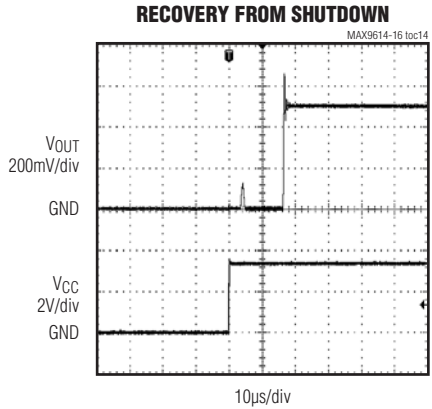 RECOVERY FROM SHUTDOWN
MAX9614-16 toc14
T
VOUT
200mV/div
GND
VCC
2V/div
GND
10µs/div